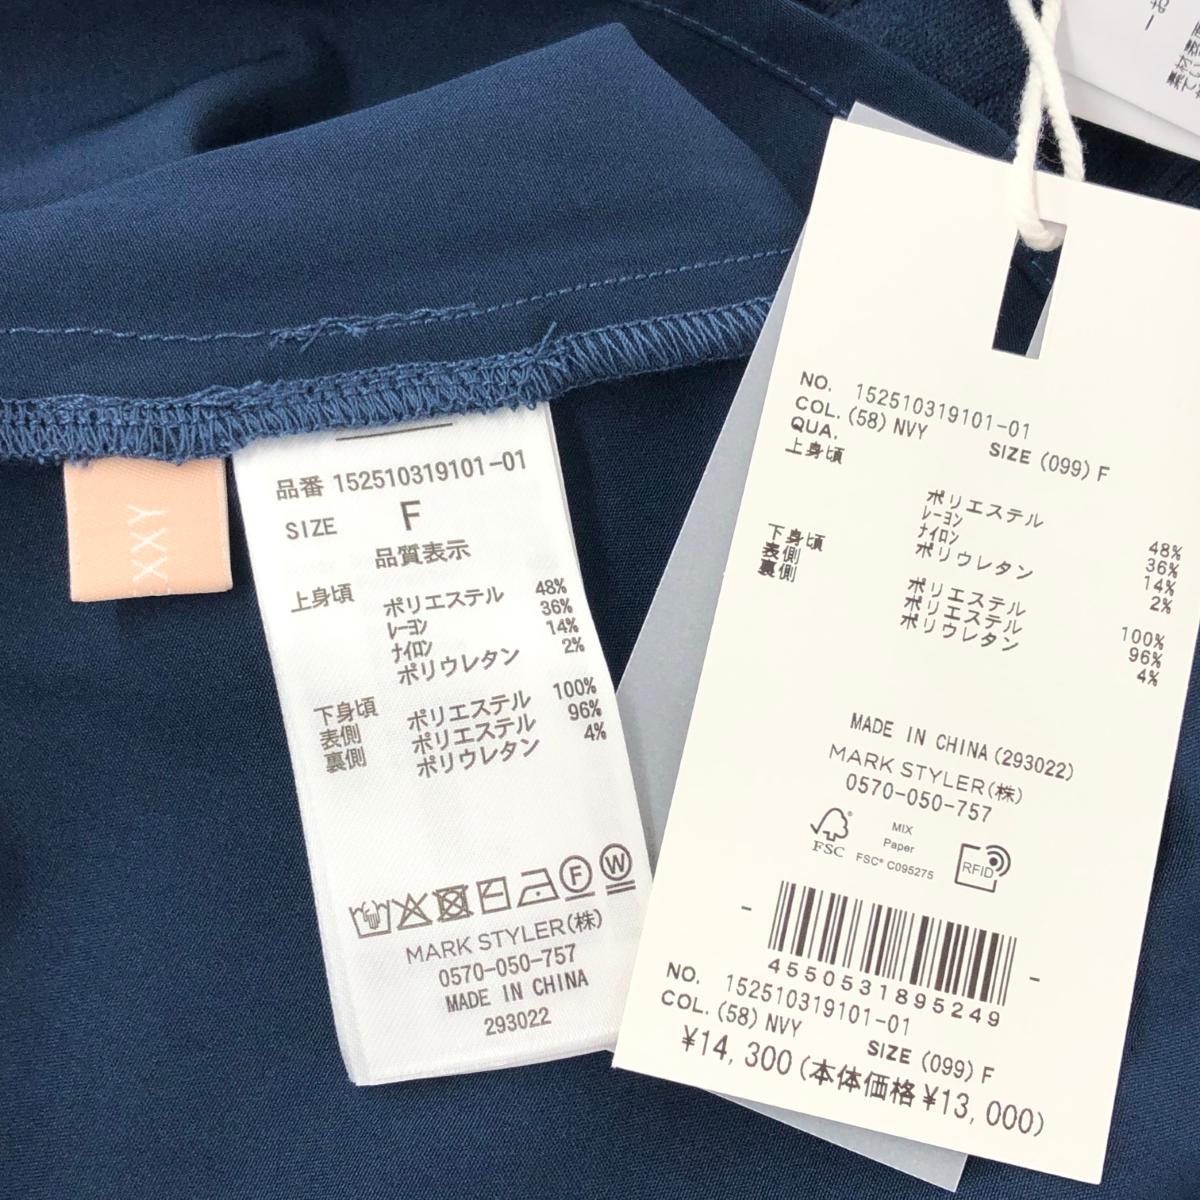 XXY
品番 152510319101-01
SIZE F
品質表示
上身頃
ポリエステル 48%
レーヨン 36%
ナイロン 14%
ポリウレタン 2%
下身頃
表側 ポリエステル 100%
裏側 ポリエステル 96%
ポリウレタン 4%
F W
MARK STYLER(株)
0570-050-757
MADE IN CHINA
293022
NO. 152510319101-01
COL. (58) NVY SIZE (099) F
QUA.
上身頃
ポリエステル 48%
レーヨン 36%
ナイロン 14%
ポリウレタン 2%
下身頃
表側 ポリエステル 100%
裏側 ポリエステル 96%
ポリウレタン 4%
MADE IN CHINA (293022)
MARK STYLER(株)
0570-050-757
FSC
MIX
Paper
FSC® C095275
RFID
4550531895249
NO. 152510319101-01
COL. (58) NVY SIZE (099) F
¥14,300(本体価格¥13,000)